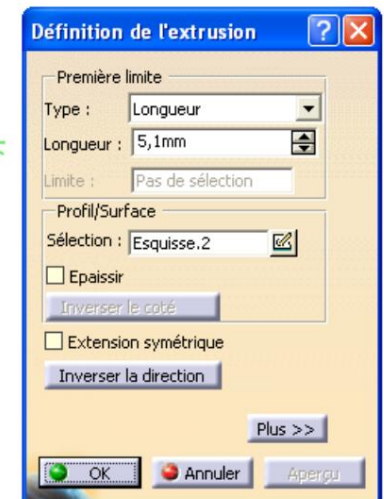 Définition de l'extrusion
Première limite
Type : Longueur
Longueur : 5,1mm
Limite : Pas de sélection
Profil/Surface
Sélection : Esquisse.2
Epaissir
Inverser le coté
Extension symétrique
Inverser la direction
Plus >>
OK Annuler Aperçu